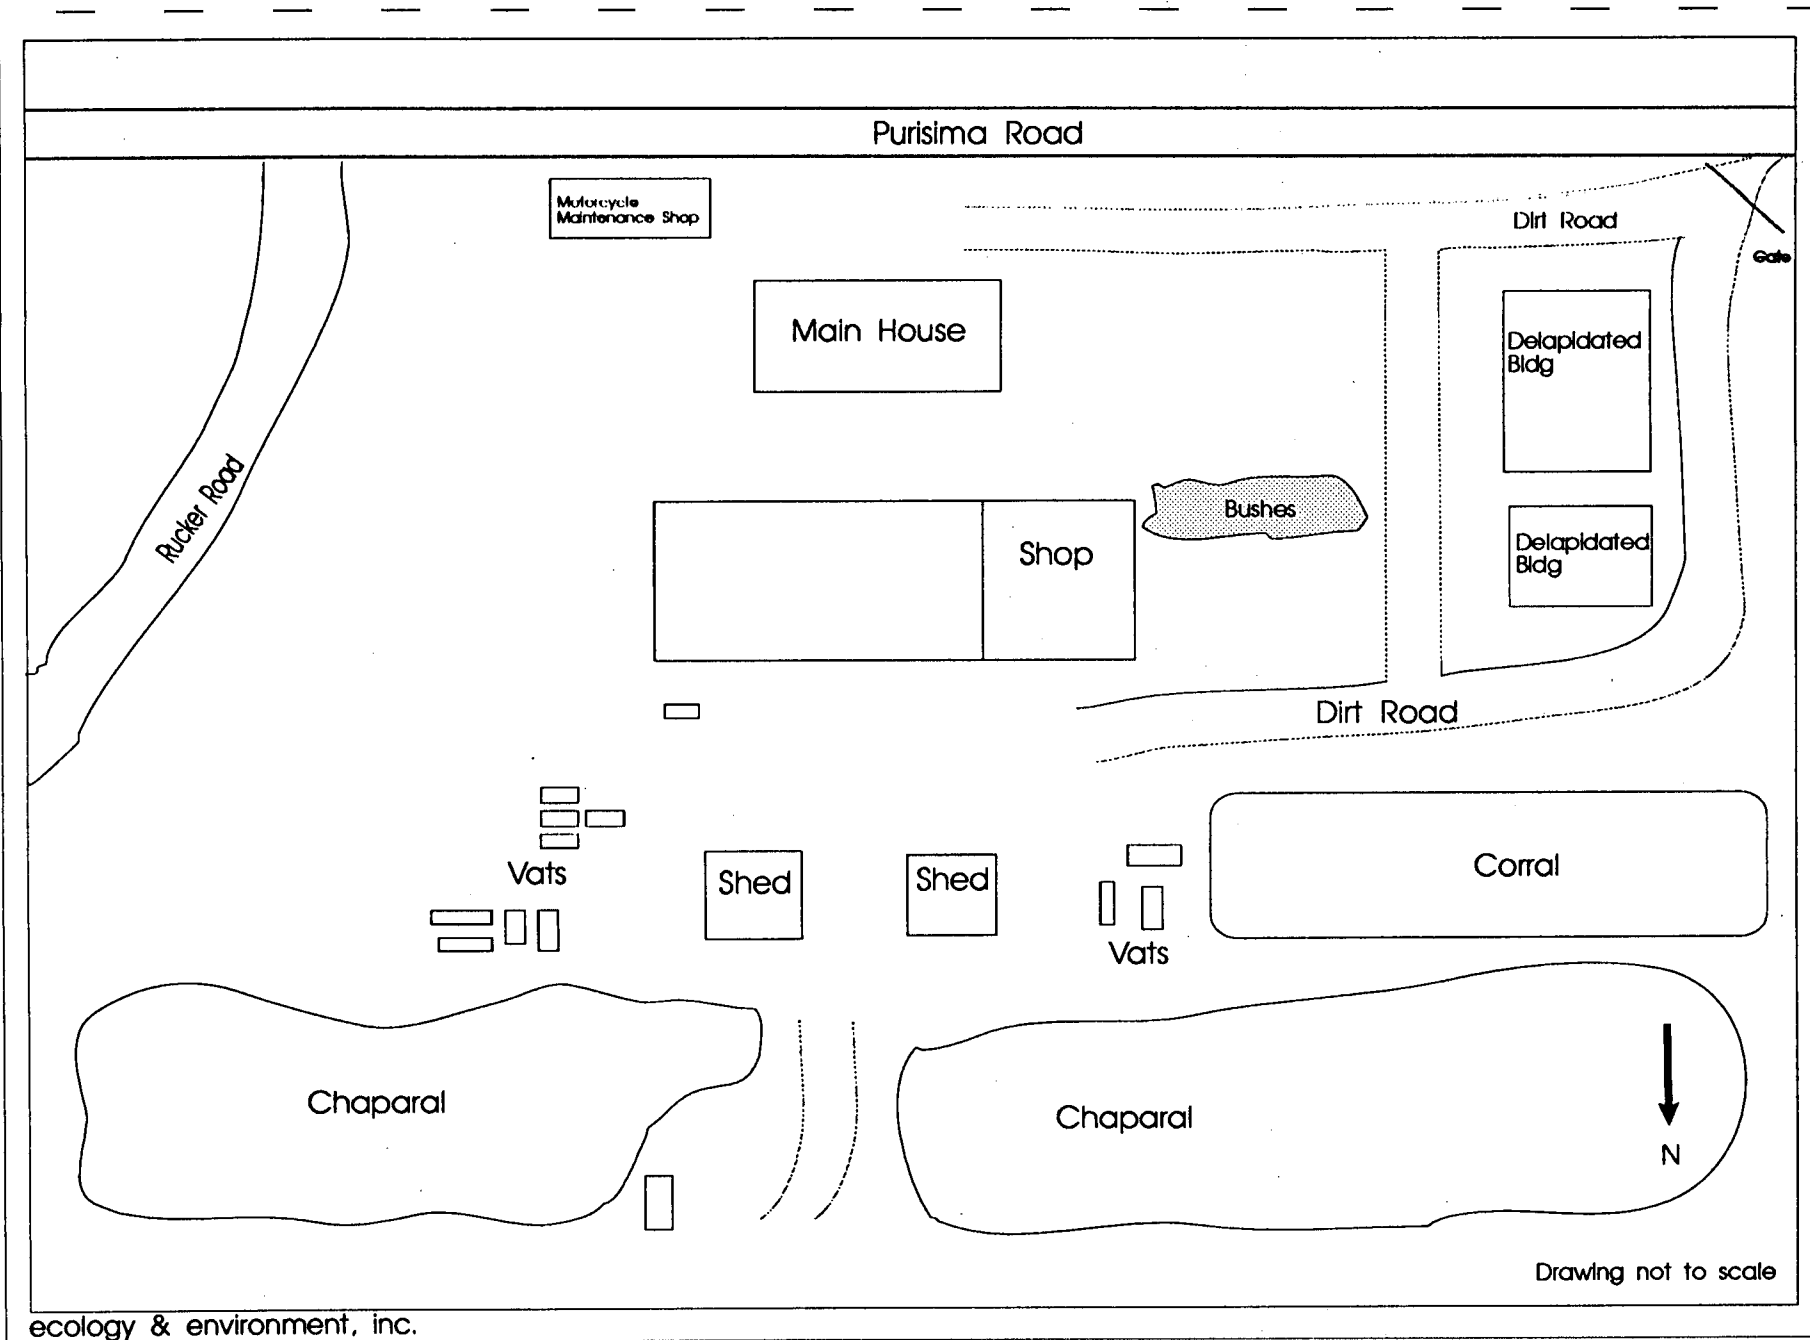 Purisima Road
Motorcycle
Maintenance Shop
Dirt Road
Gate
Main House
Delapidated
Bldg
Rucker Road
Bushes
Shop
Delapidated
Bldg
Dirt Road
Vats
Shed
Shed
Corral
Vats
Chaparal
Chaparal
N
Drawing not to scale
ecology & environment, inc.